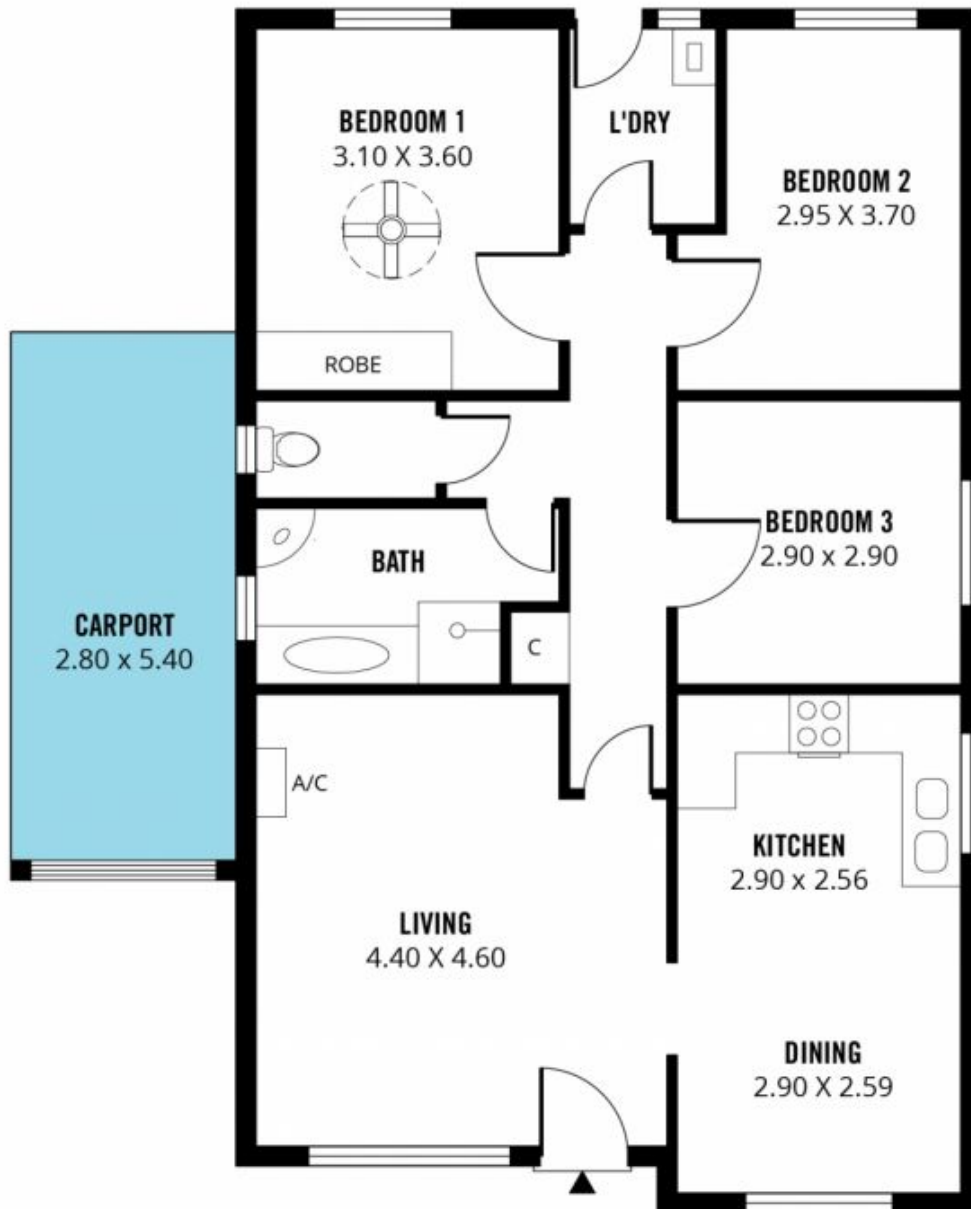 BEDROOM 1
3.10 X 3.60
L'DRY
BEDROOM 2
2.95 X 3.70
ROBE
BATH
BEDROOM 3
2.90 x 2.90
CARPORT
2.80 x 5.40
C
A/C
KITCHEN
2.90 x 2.56
LIVING
4.40 X 4.60
DINING
2.90 X 2.59